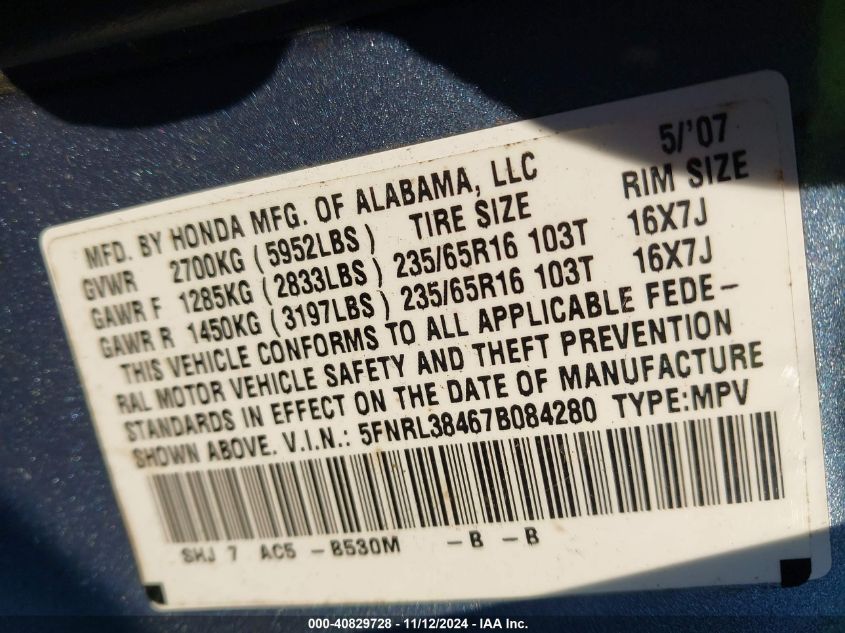 5/'07
MFD. BY HONDA MFG. OF ALABAMA, LLC
GVWR 2700KG (5952LBS) TIRE SIZE RIM SIZE
GAWR F 1285KG (2833LBS) 235/65R16 103T 16X7J
GAWR R 1450KG (3197LBS) 235/65R16 103T 16X7J
THIS VEHICLE CONFORMS TO ALL APPLICABLE FEDE-
RAL MOTOR VEHICLE SAFETY AND THEFT PREVENTION
STANDARDS IN EFFECT ON THE DATE OF MANUFACTURE
SHOWN ABOVE. V.I.N.: 5FNRL38467B084280 TYPE:MPV
SHJ 7 AC5 -B530M -B -B
000-40829728 - 11/12/2024 - IAA Inc.